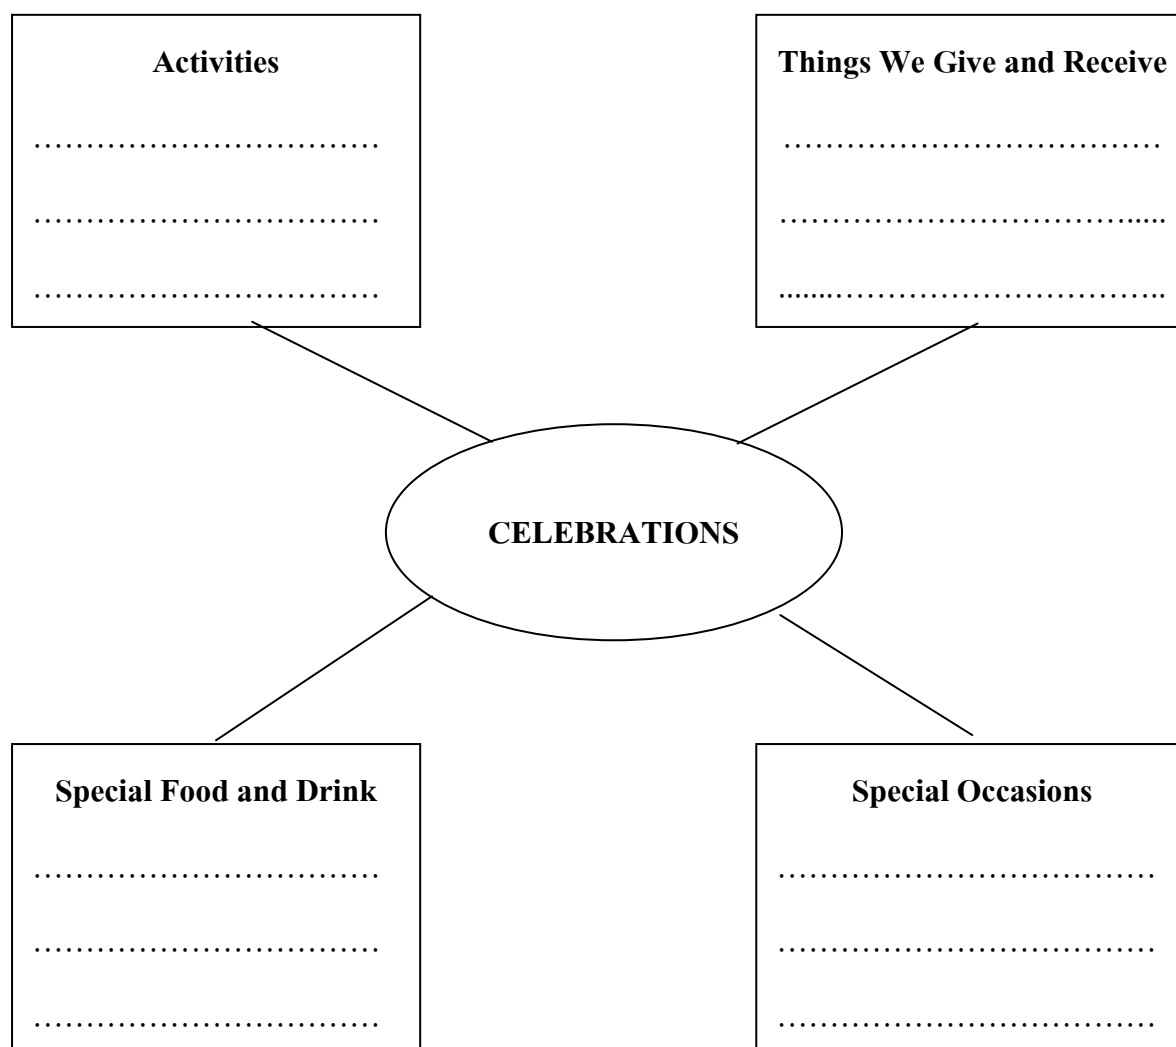 Activities
……………………………
……………………………
……………………………
Things We Give and Receive
………………………………
……………………………..…
.......…………………………..
CELEBRATIONS
Special Food and Drink
……………………………
……………………………
……………………………
Special Occasions
………………………………
………………………………
………………………………